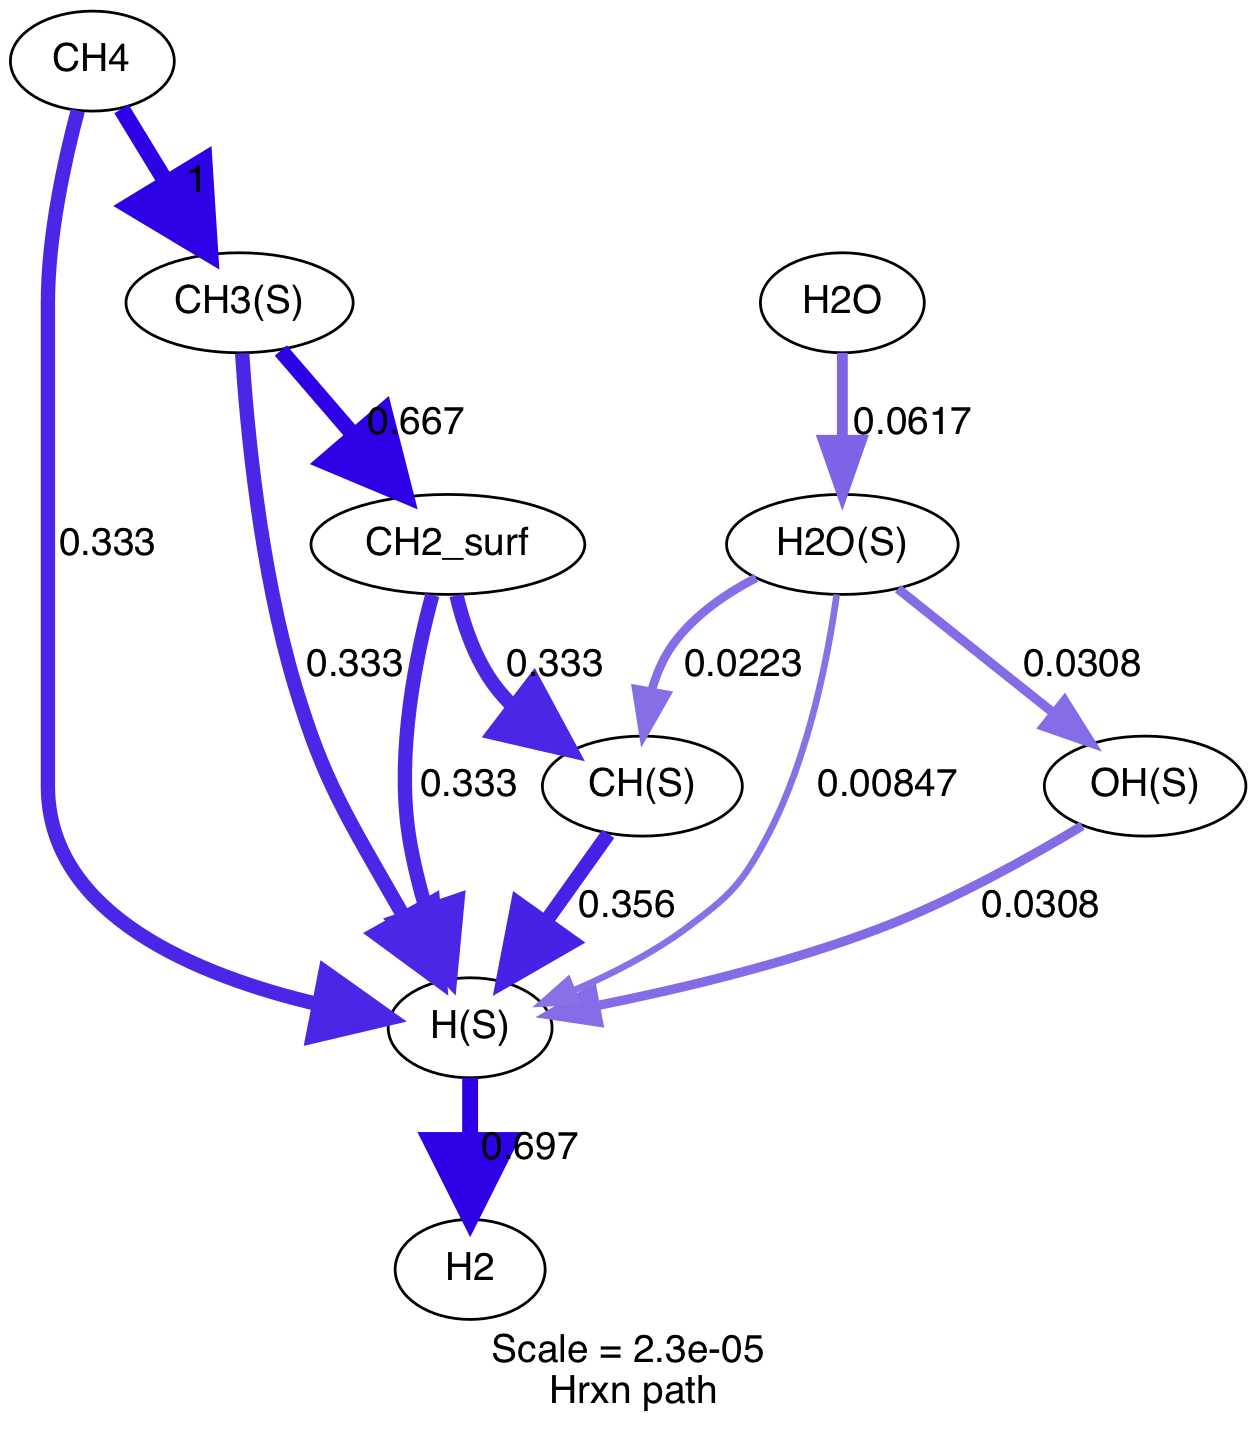 CH4
1
CH3(S)
H2O
0.667
0.0617
0.333
CH2_surf
H2O(S)
0.333
0.333
0.0223
0.0308
0.333
CH(S)
0.00847
OH(S)
0.356
0.0308
H(S)
0.697
H2
Scale = 2.3e-05
Hrxn path